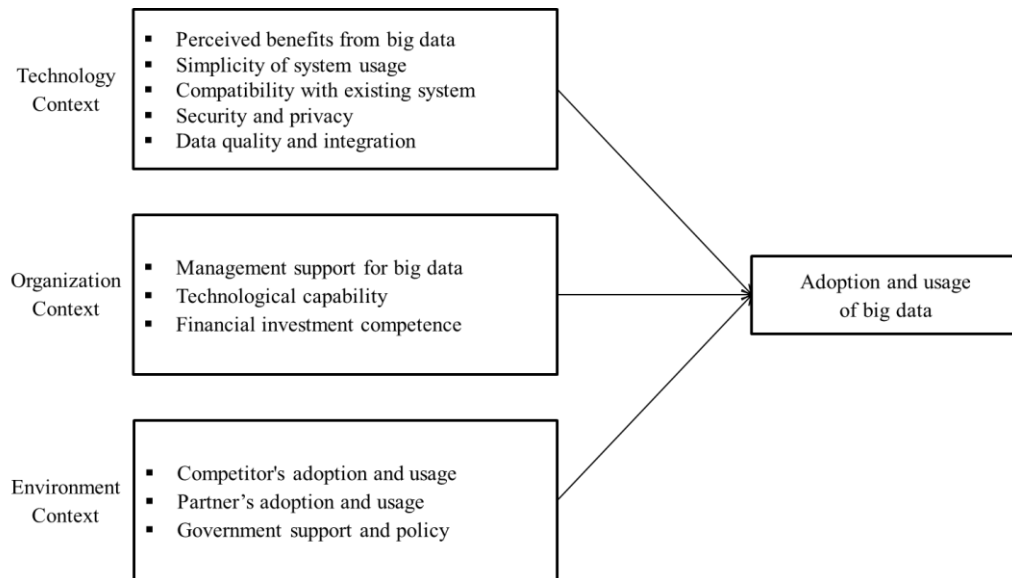 Technology
Context
▪ Perceived benefits from big data
▪ Simplicity of system usage
▪ Compatibility with existing system
▪ Security and privacy
▪ Data quality and integration
Organization
Context
▪ Management support for big data
▪ Technological capability
▪ Financial investment competence
Environment
Context
▪ Competitor's adoption and usage
▪ Partner’s adoption and usage
▪ Government support and policy
Adoption and usage
of big data